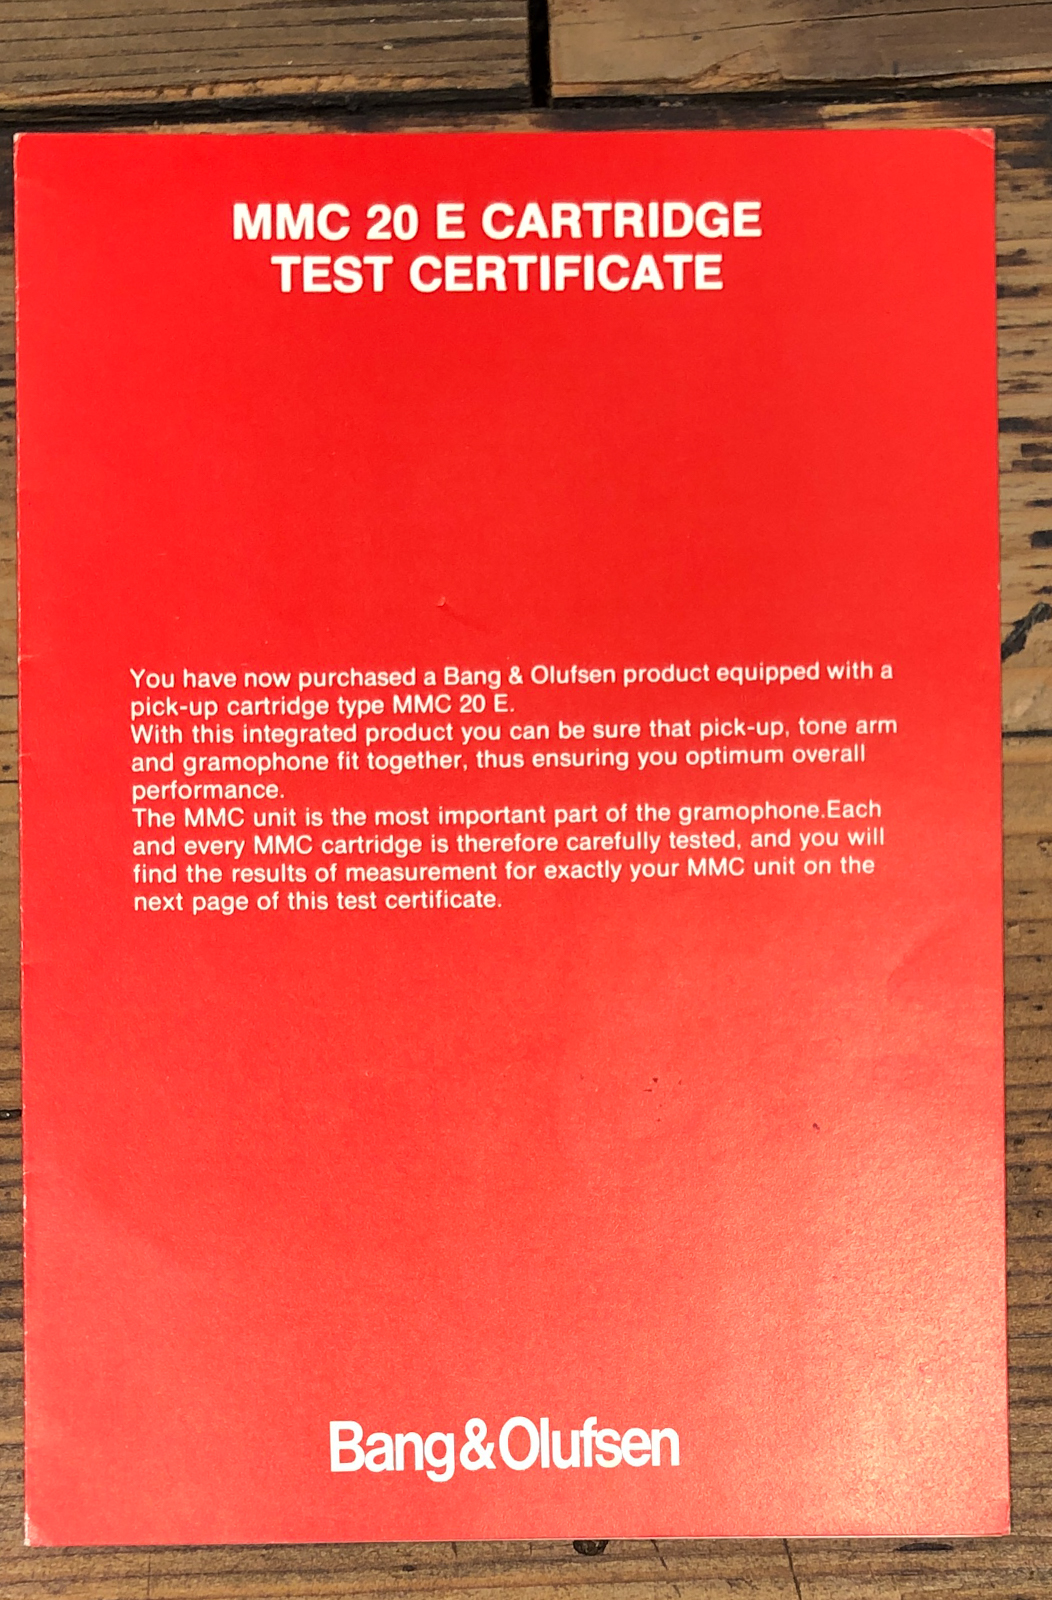 MMC 20 E CARTRIDGE
TEST CERTIFICATE
You have now purchased a Bang & Olufsen product equipped with a
pick-up cartridge type MMC 20 E.
With this integrated product you can be sure that pick-up, tone arm
and gramophone fit together, thus ensuring you optimum overall
performance.
The MMC unit is the most important part of the gramophone.Each
and every MMC cartridge is therefore carefully tested, and you will
find the results of measurement for exactly your MMC unit on the
next page of this test certificate.
Bang&Olufsen